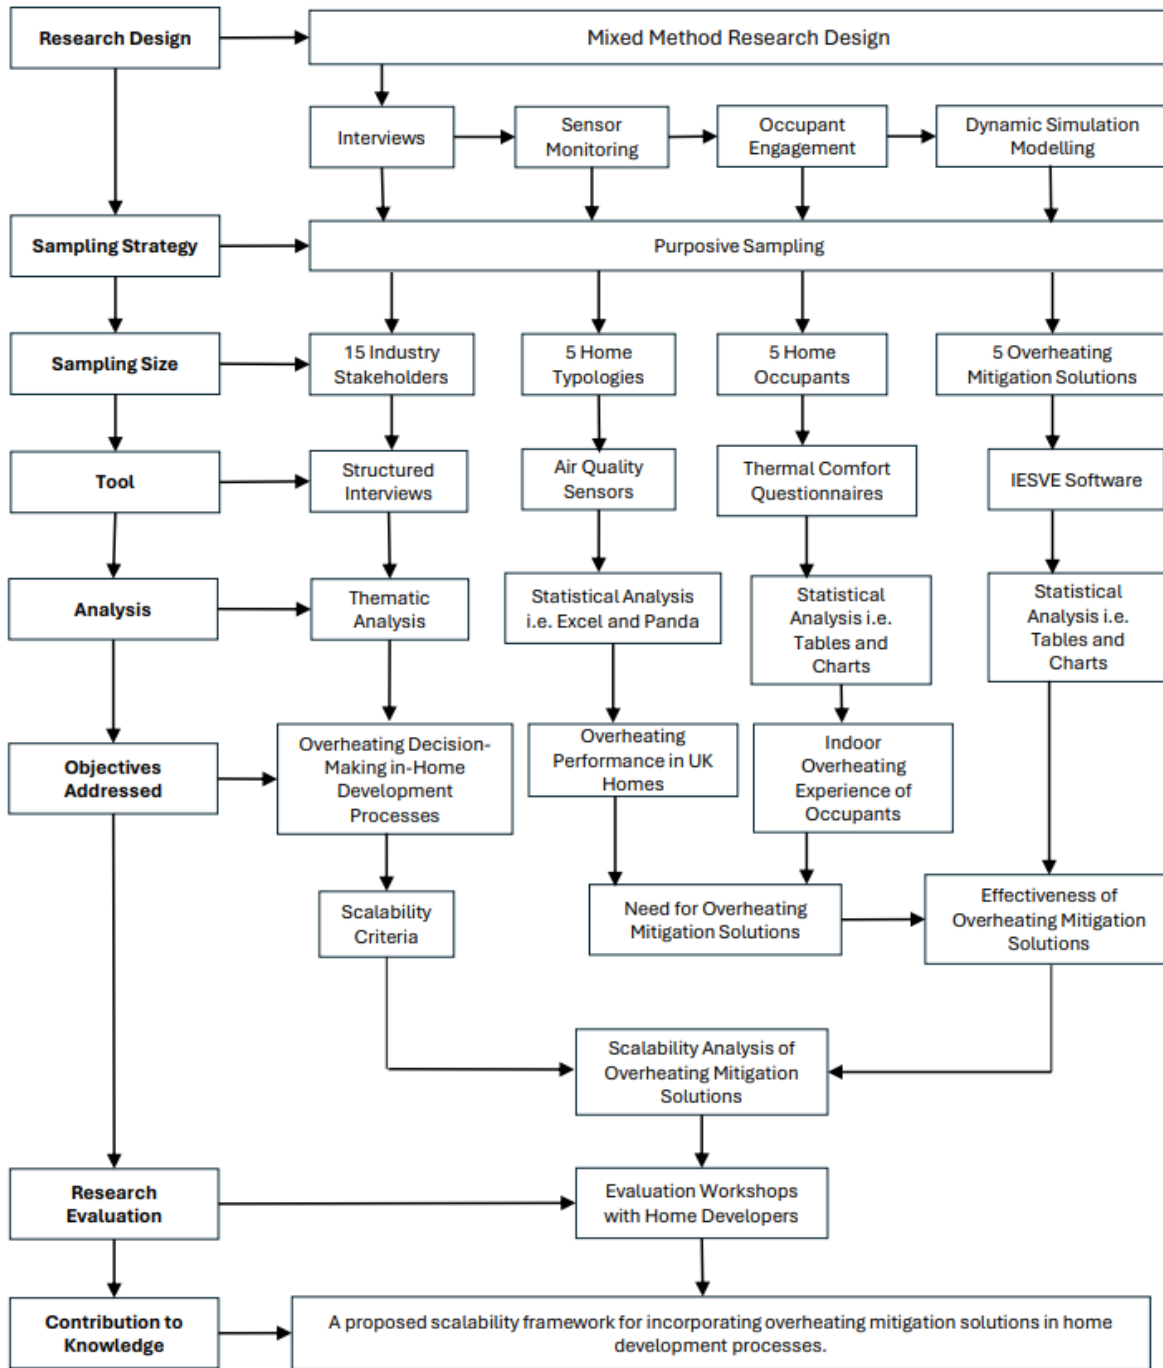 Research Design
Mixed Method Research Design
Interviews
Sensor
Monitoring
Occupant
Engagement
Dynamic Simulation
Modelling
Sampling Strategy
Purposive Sampling
Sampling Size
15 Industry
Stakeholders
5 Home
Typologies
5 Home
Occupants
5 Overheating
Mitigation Solutions
Tool
Structured
Interviews
Air Quality
Sensors
Thermal Comfort
Questionnaires
IESVE Software
Analysis
Thematic
Analysis
Statistical Analysis
i.e. Excel and Panda
Statistical
Analysis i.e.
Tables and
Charts
Statistical
Analysis i.e.
Tables and
Charts
Objectives
Addressed
Overheating Decision-
Making in-Home
Development
Processes
Overheating
Performance in UK
Homes
Indoor
Overheating
Experience of
Occupants
Scalability
Criteria
Need for Overheating
Mitigation Solutions
Effectiveness of
Overheating Mitigation
Solutions
Scalability Analysis of
Overheating Mitigation
Solutions
Research
Evaluation
Evaluation Workshops
with Home Developers
Contribution to
Knowledge
A proposed scalability framework for incorporating overheating mitigation solutions in home
development processes.